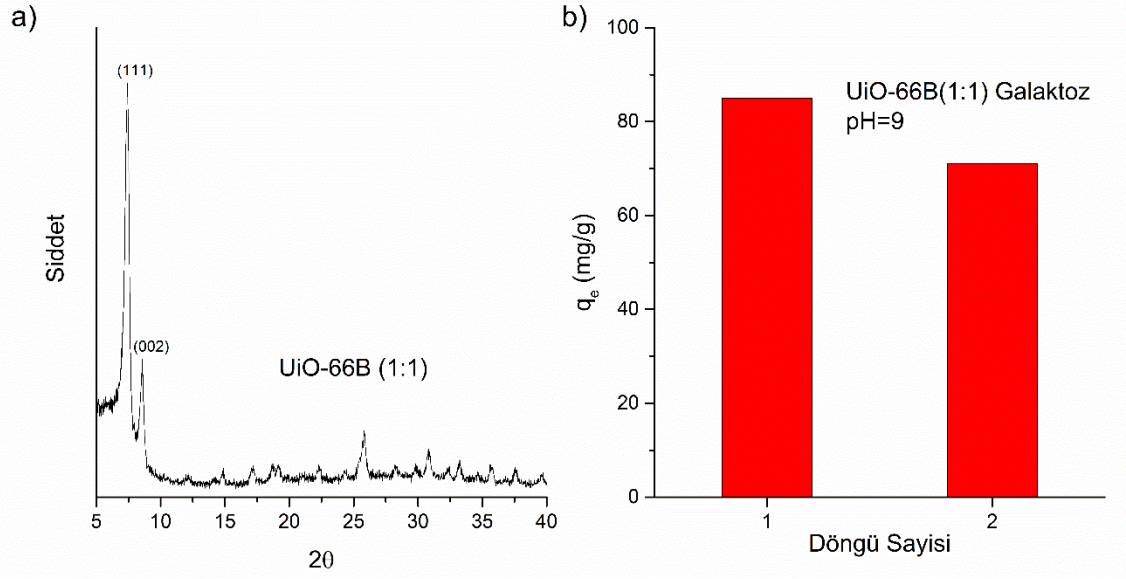 a)
(111)
(002)
UiO-66B (1:1)
Siddet
5 10 15 20 25 30 35 40
2θ
b)
100
80
60
40
20
0
UiO-66B(1:1) Galaktoz
pH=9
qe (mg/g)
1 2
Döngü Sayisi